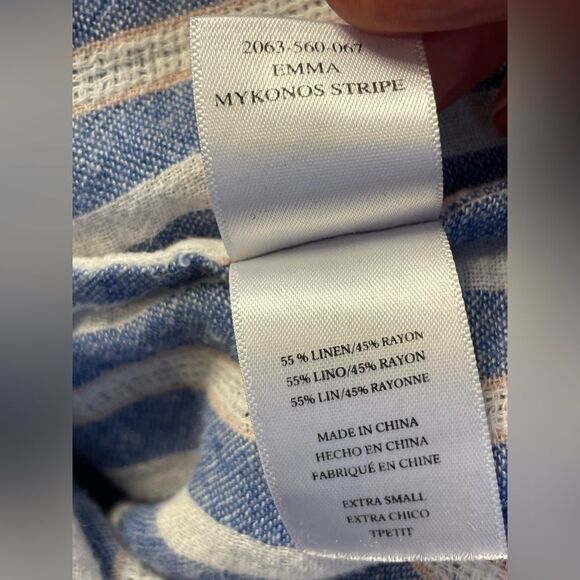 2063-560-067
EMMA
MYKONOS STRIPE
55 % LINEN/45% RAYON
55% LINO/45% RAYON
55% LIN/45% RAYONNE
MADE IN CHINA
HECHO EN CHINA
FABRIQUÉ EN CHINE
EXTRA SMALL
EXTRA CHICO
TPETIT